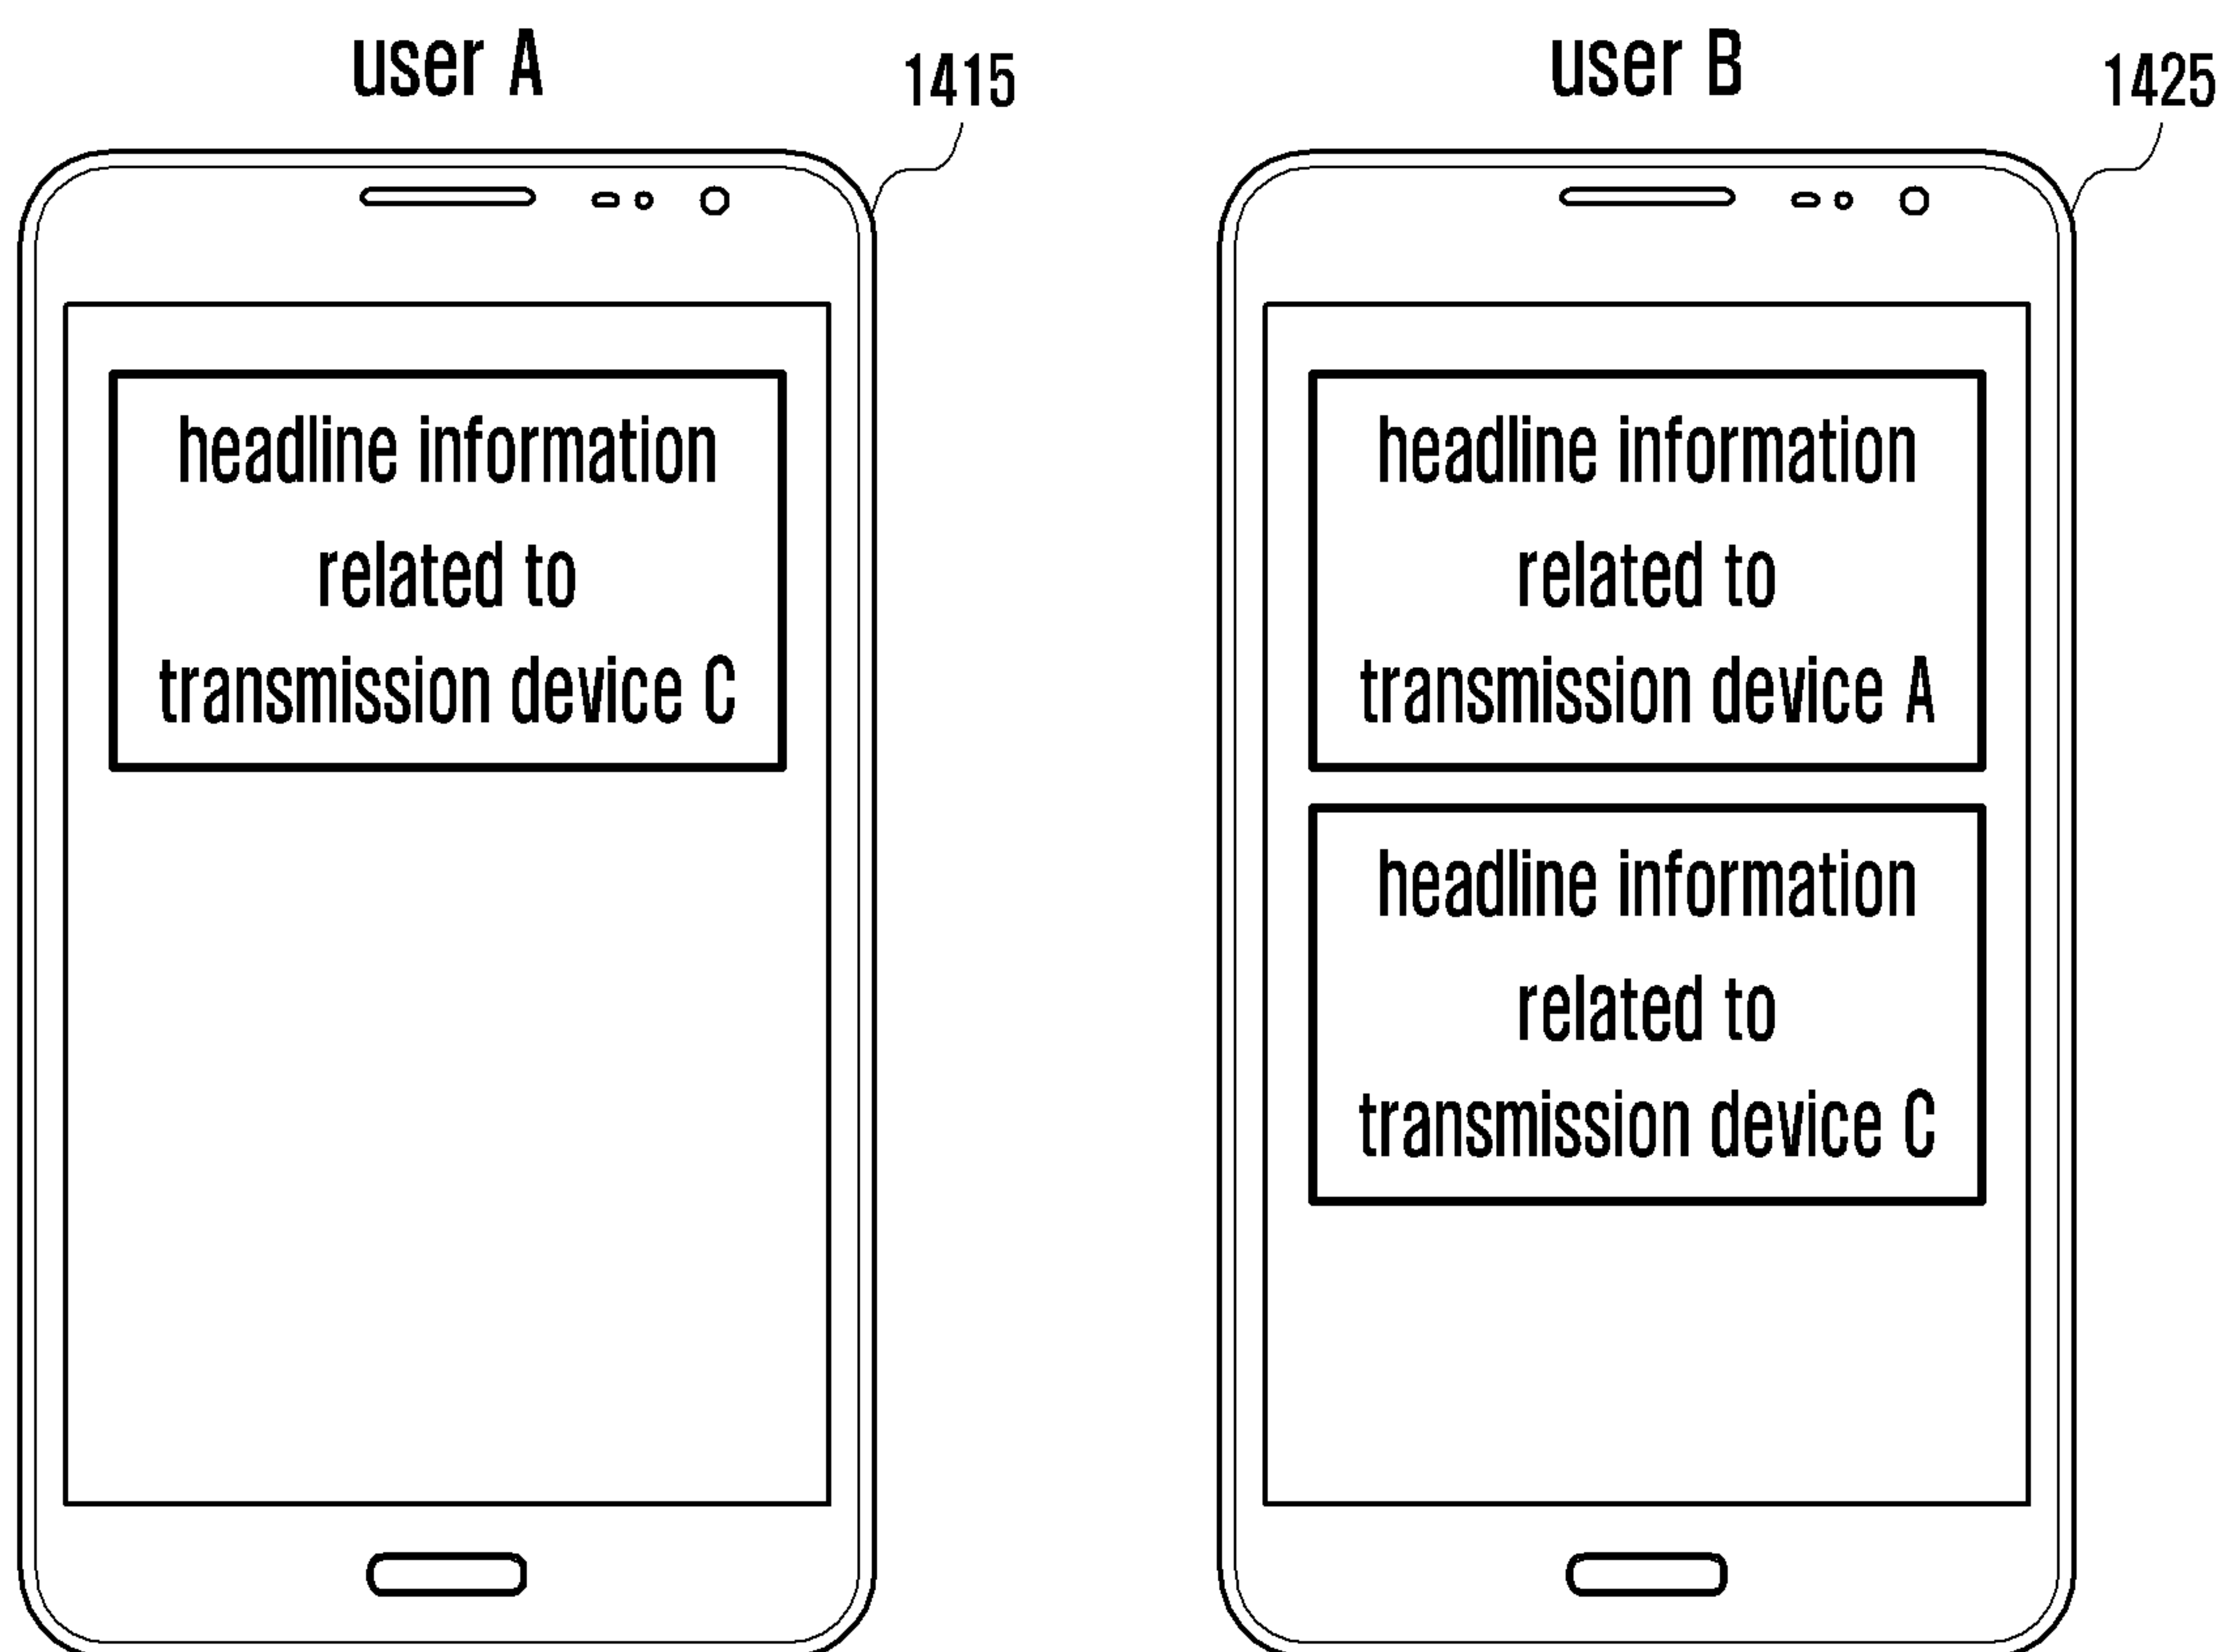 user A
1415
headline information
related to
transmission device C
user B
1425
headline information
related to
transmission device A
headline information
related to
transmission device C